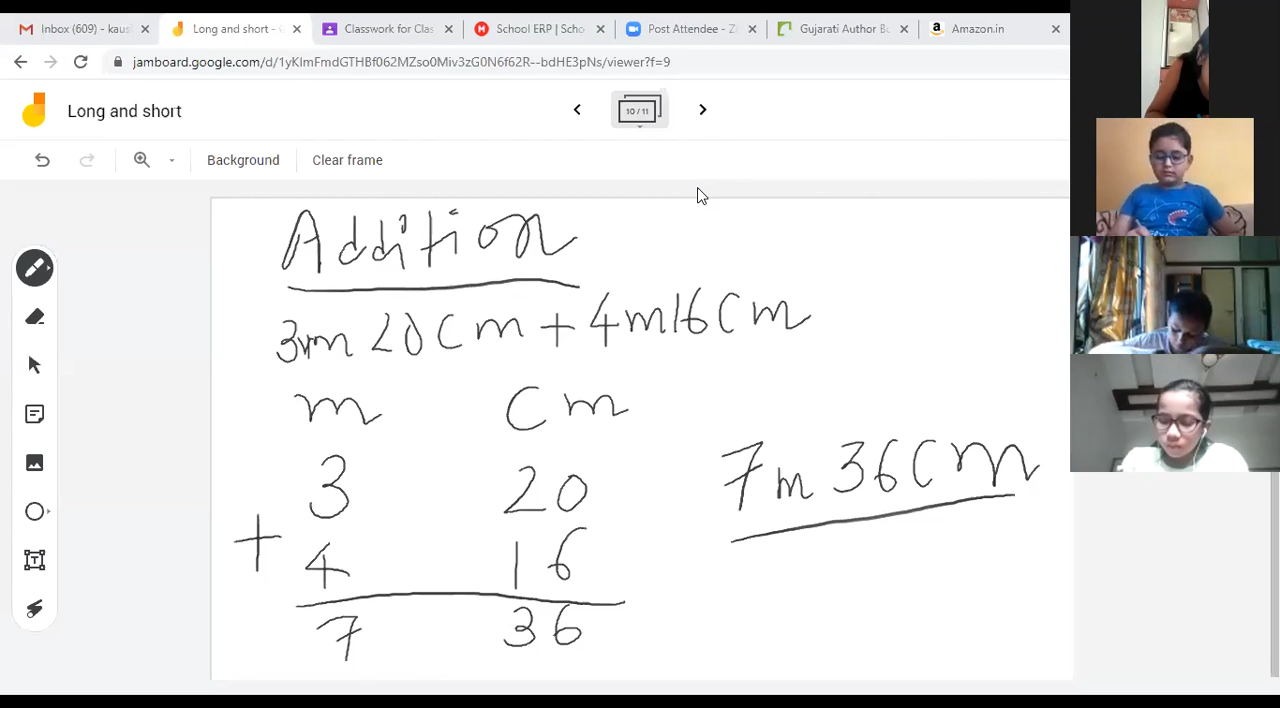 Inbox (609) - kaus
Long and short -
Classwork for Clas
School ERP | Scho
Post Attendee - Z
Gujarati Author Bo
Amazon.in
jamboard.google.com/d/1yKlmFmdGTHBf062MZso0Miv3zG0N6f62R--bdHE3pNs/viewer?f=9
Long and short
10 / 11
Background
Clear frame
Addition
3m 20 Cm + 4m 16 Cm
m Cm
3 20
+ 4 16
7 36
7m 36 Cm